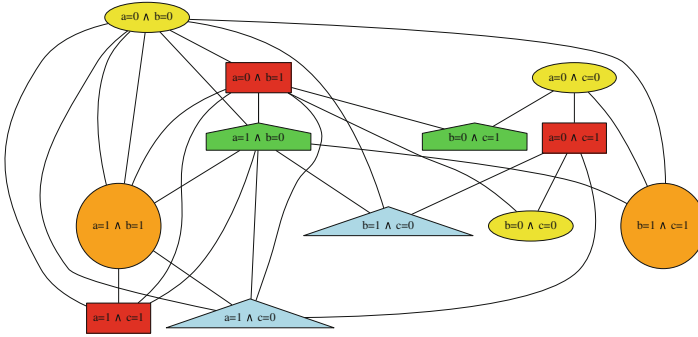 a=0 ∧ b=0
a=0 ∧ b=1
a=0 ∧ c=0
a=1 ∧ b=0
b=0 ∧ c=1
a=0 ∧ c=1
a=1 ∧ b=1
b=1 ∧ c=0
b=0 ∧ c=0
b=1 ∧ c=1
a=1 ∧ c=1
a=1 ∧ c=0